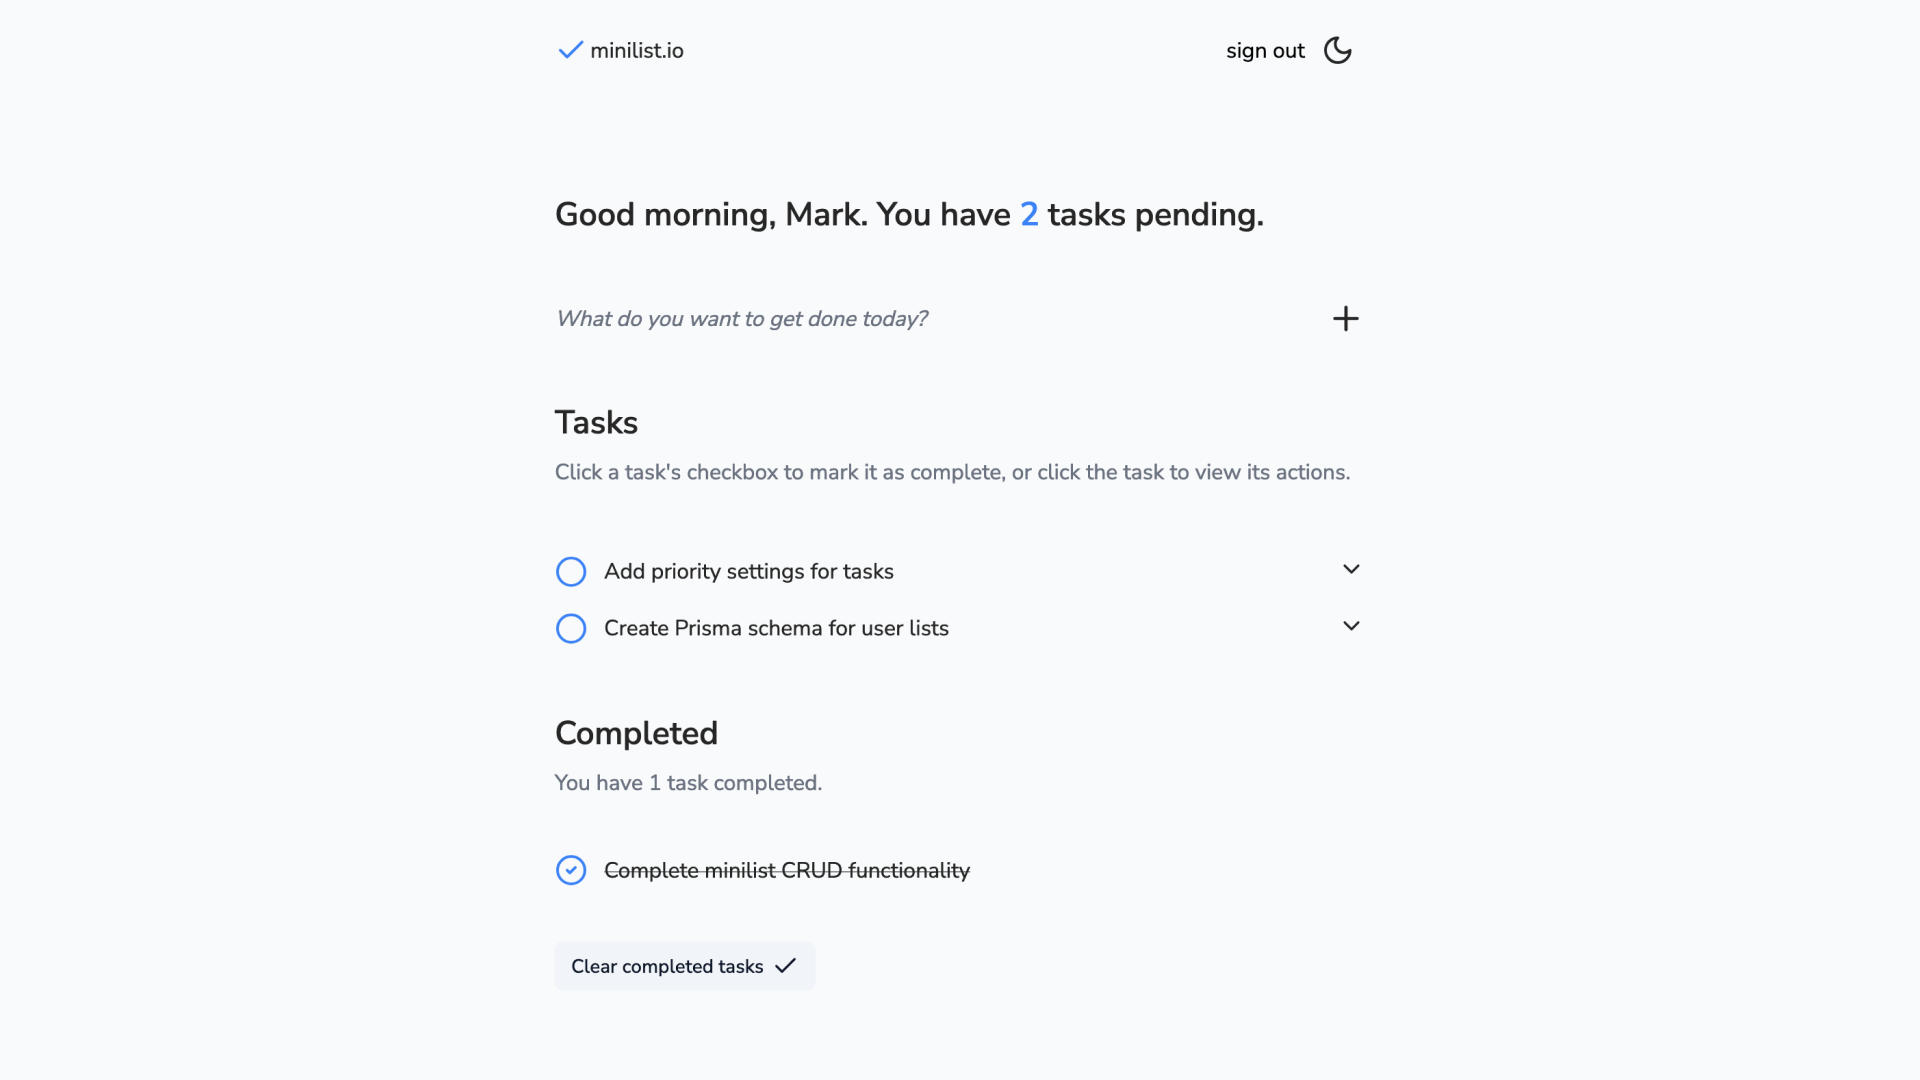 minilist.io
sign out
Good morning, Mark. You have 2 tasks pending.
What do you want to get done today?
Tasks
Click a task's checkbox to mark it as complete, or click the task to view its actions.
Add priority settings for tasks
Create Prisma schema for user lists
Completed
You have 1 task completed.
Complete minilist CRUD functionality
Clear completed tasks